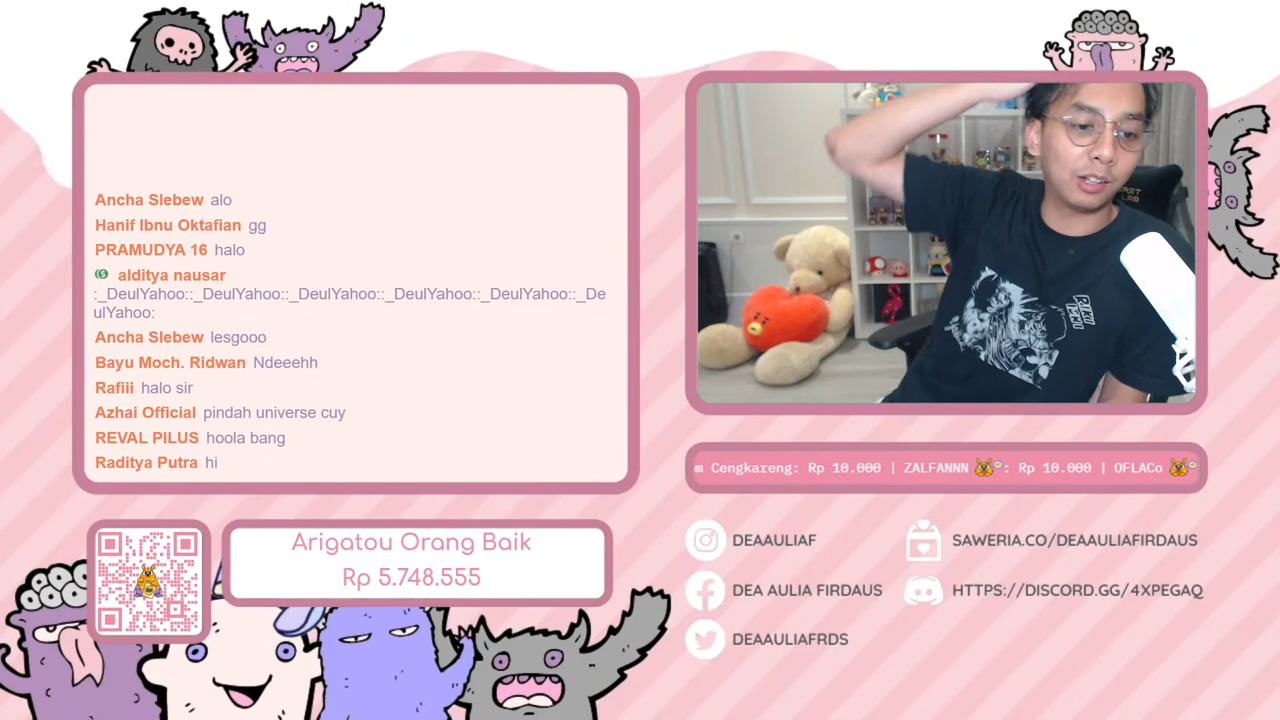 Ancha Slebew alo
Hanif Ibnu Oktafian gg
PRAMUDYA 16 halo
alditya nausar
:_DeulYahoo::_DeulYahoo::_DeulYahoo::_DeulYahoo::_DeulYahoo::_De
ulYahoo:
Ancha Slebew lesgooo
Bayu Moch. Ridwan Ndeeehh
Rafiii halo sir
Azhai Official pindah universe cuy
REVAL PILUS hoola bang
Raditya Putra hi
Arigatou Orang Baik
Rp 5.748.555
LAB
m Cengkareng: Rp 10.000 | ZALFANNN : Rp 10.000 | OFLACo
DEAAULIAF
SAWERIA.CO/DEAAULIAFIRDAUS
DEA AULIA FIRDAUS
HTTPS://DISCORD.GG/4XPEGAQ
DEAAULIAFRDS